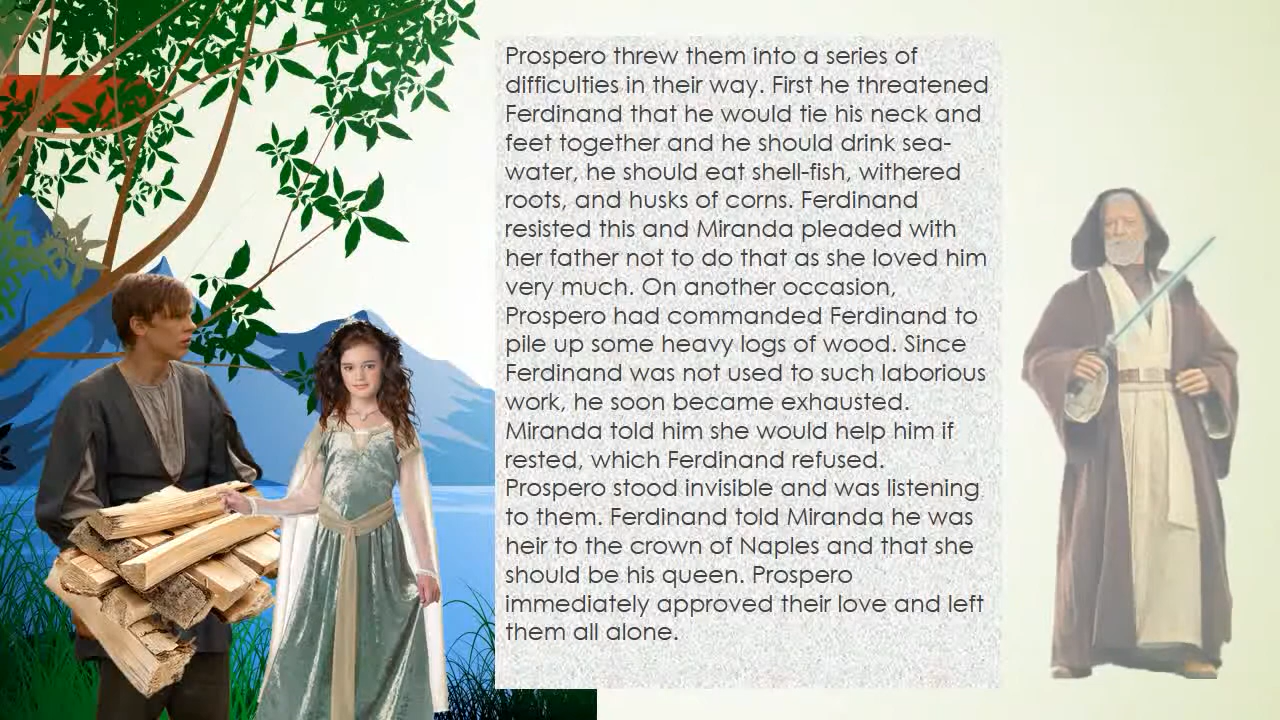 Prospero threw them into a series of
difficulties in their way. First he threatened
Ferdinand that he would tie his neck and
feet together and he should drink sea-
water, he should eat shell-fish, withered
roots, and husks of corns. Ferdinand
resisted this and Miranda pleaded with
her father not to do that as she loved him
very much. On another occasion,
Prospero had commanded Ferdinand to
pile up some heavy logs of wood. Since
Ferdinand was not used to such laborious
work, he soon became exhausted.
Miranda told him she would help him if
rested, which Ferdinand refused.
Prospero stood invisible and was listening
to them. Ferdinand told Miranda he was
heir to the crown of Naples and that she
should be his queen. Prospero
immediately approved their love and left
them all alone.